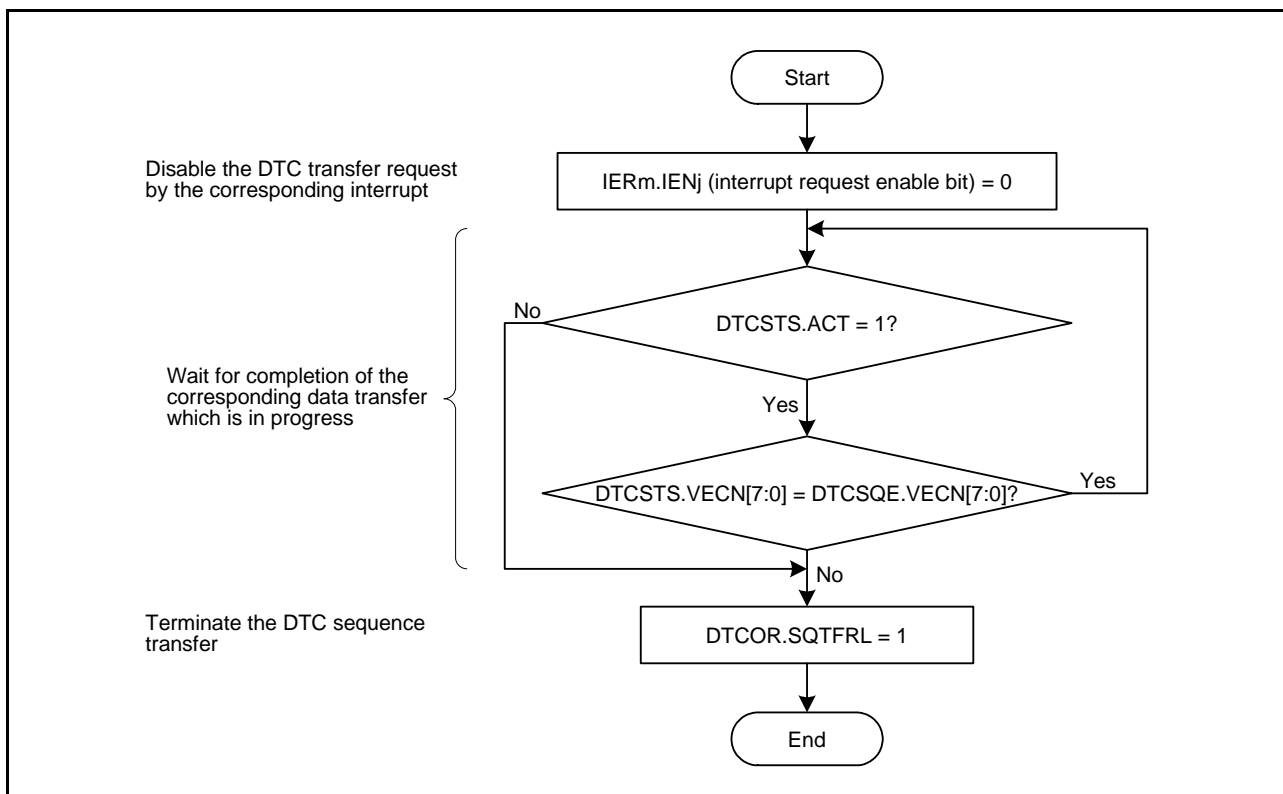 Start
Disable the DTC transfer request
by the corresponding interrupt
IERm.IENj (interrupt request enable bit) = 0
No
DTCSTS.ACT = 1?
Wait for completion of the
corresponding data transfer
which is in progress
Yes
DTCSTS.VECN[7:0] = DTCSQE.VECN[7:0]?
Yes
No
Terminate the DTC sequence
transfer
DTCOR.SQTFRL = 1
End